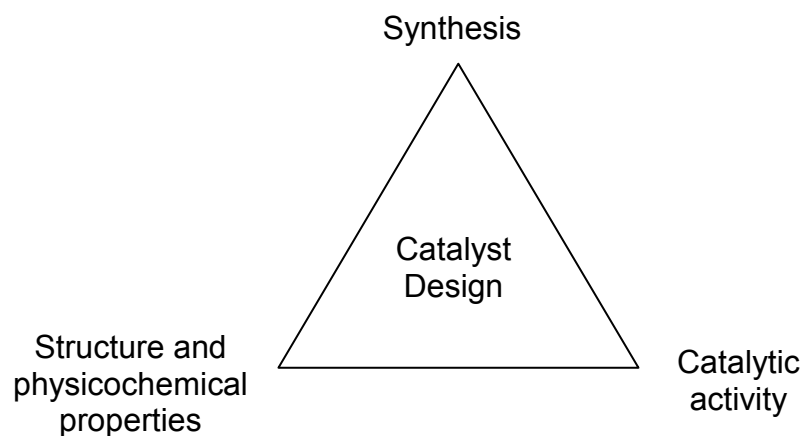 Synthesis
Catalyst
Design
Structure and
physicochemical
properties
Catalytic
activity